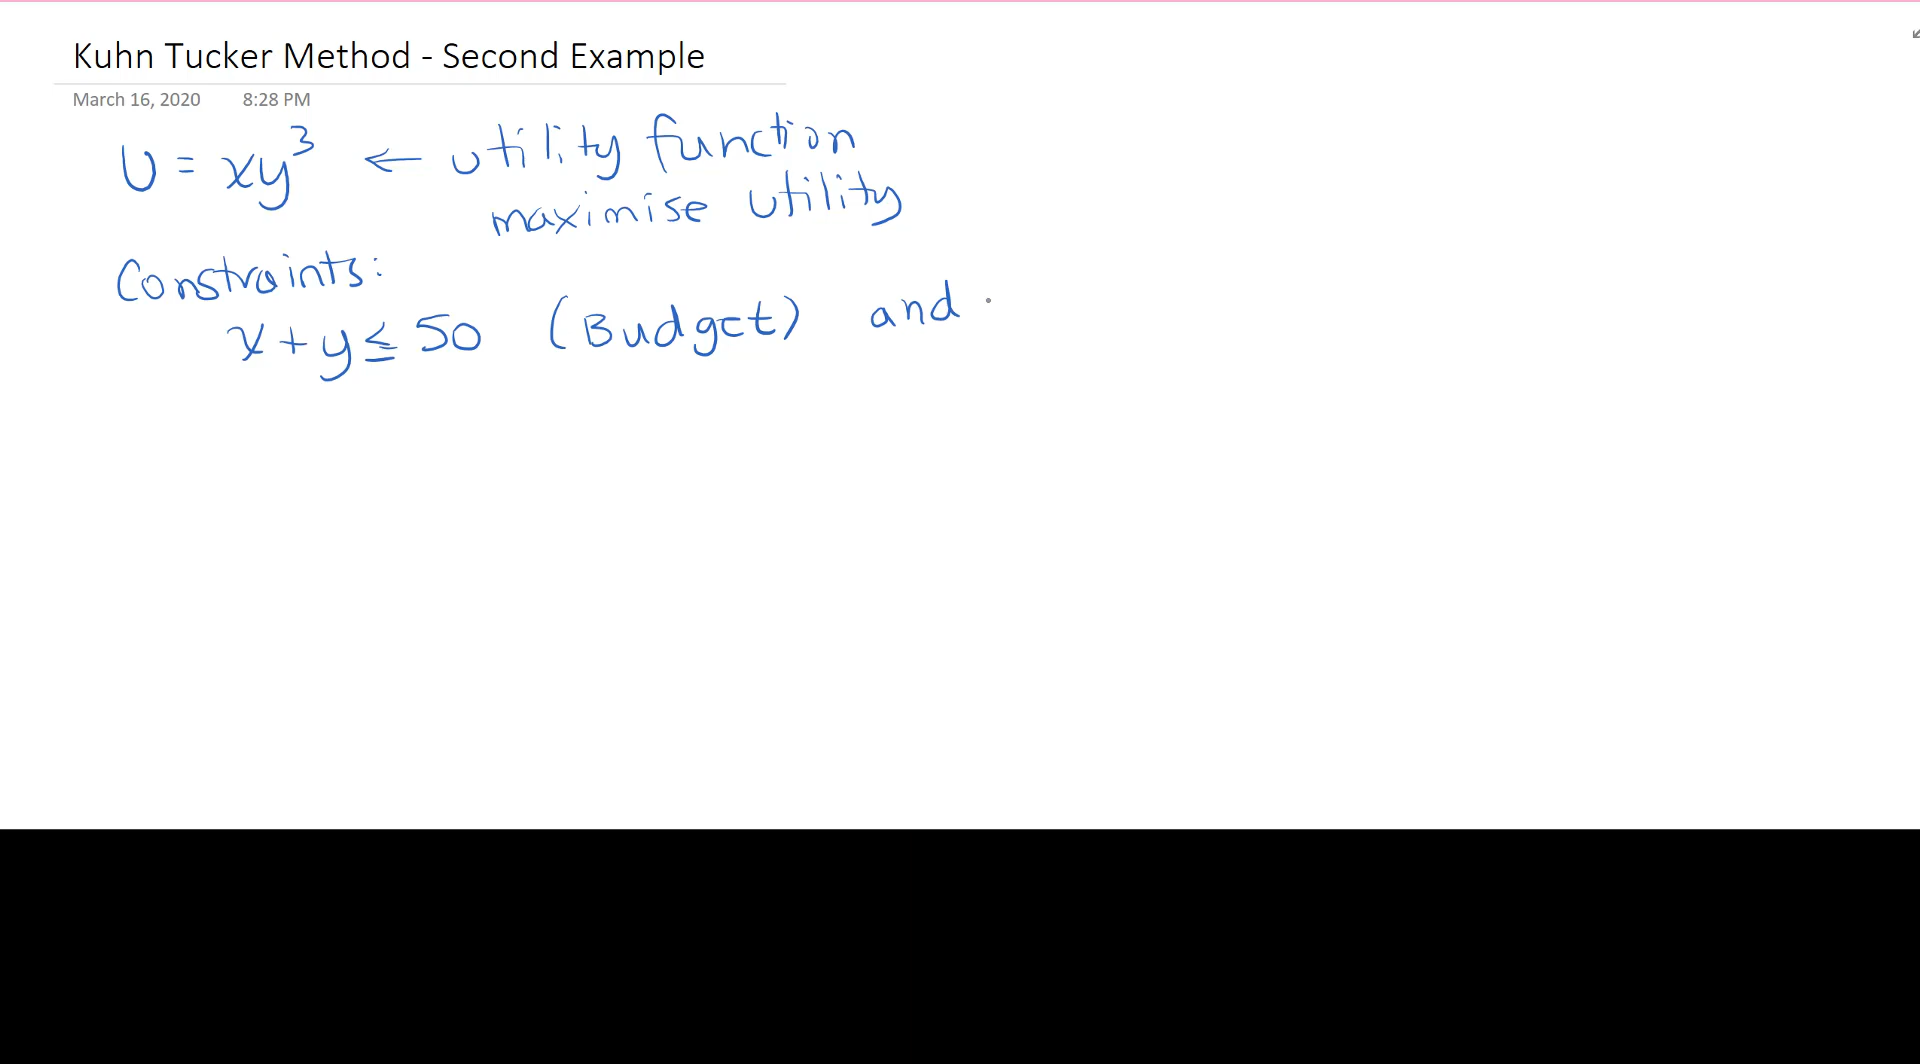 Kuhn Tucker Method - Second Example
March 16, 2020 8:28 PM
U = xy³ ← utility function
maximise utility
Constraints:
x + y ≤ 50 (Budget) and